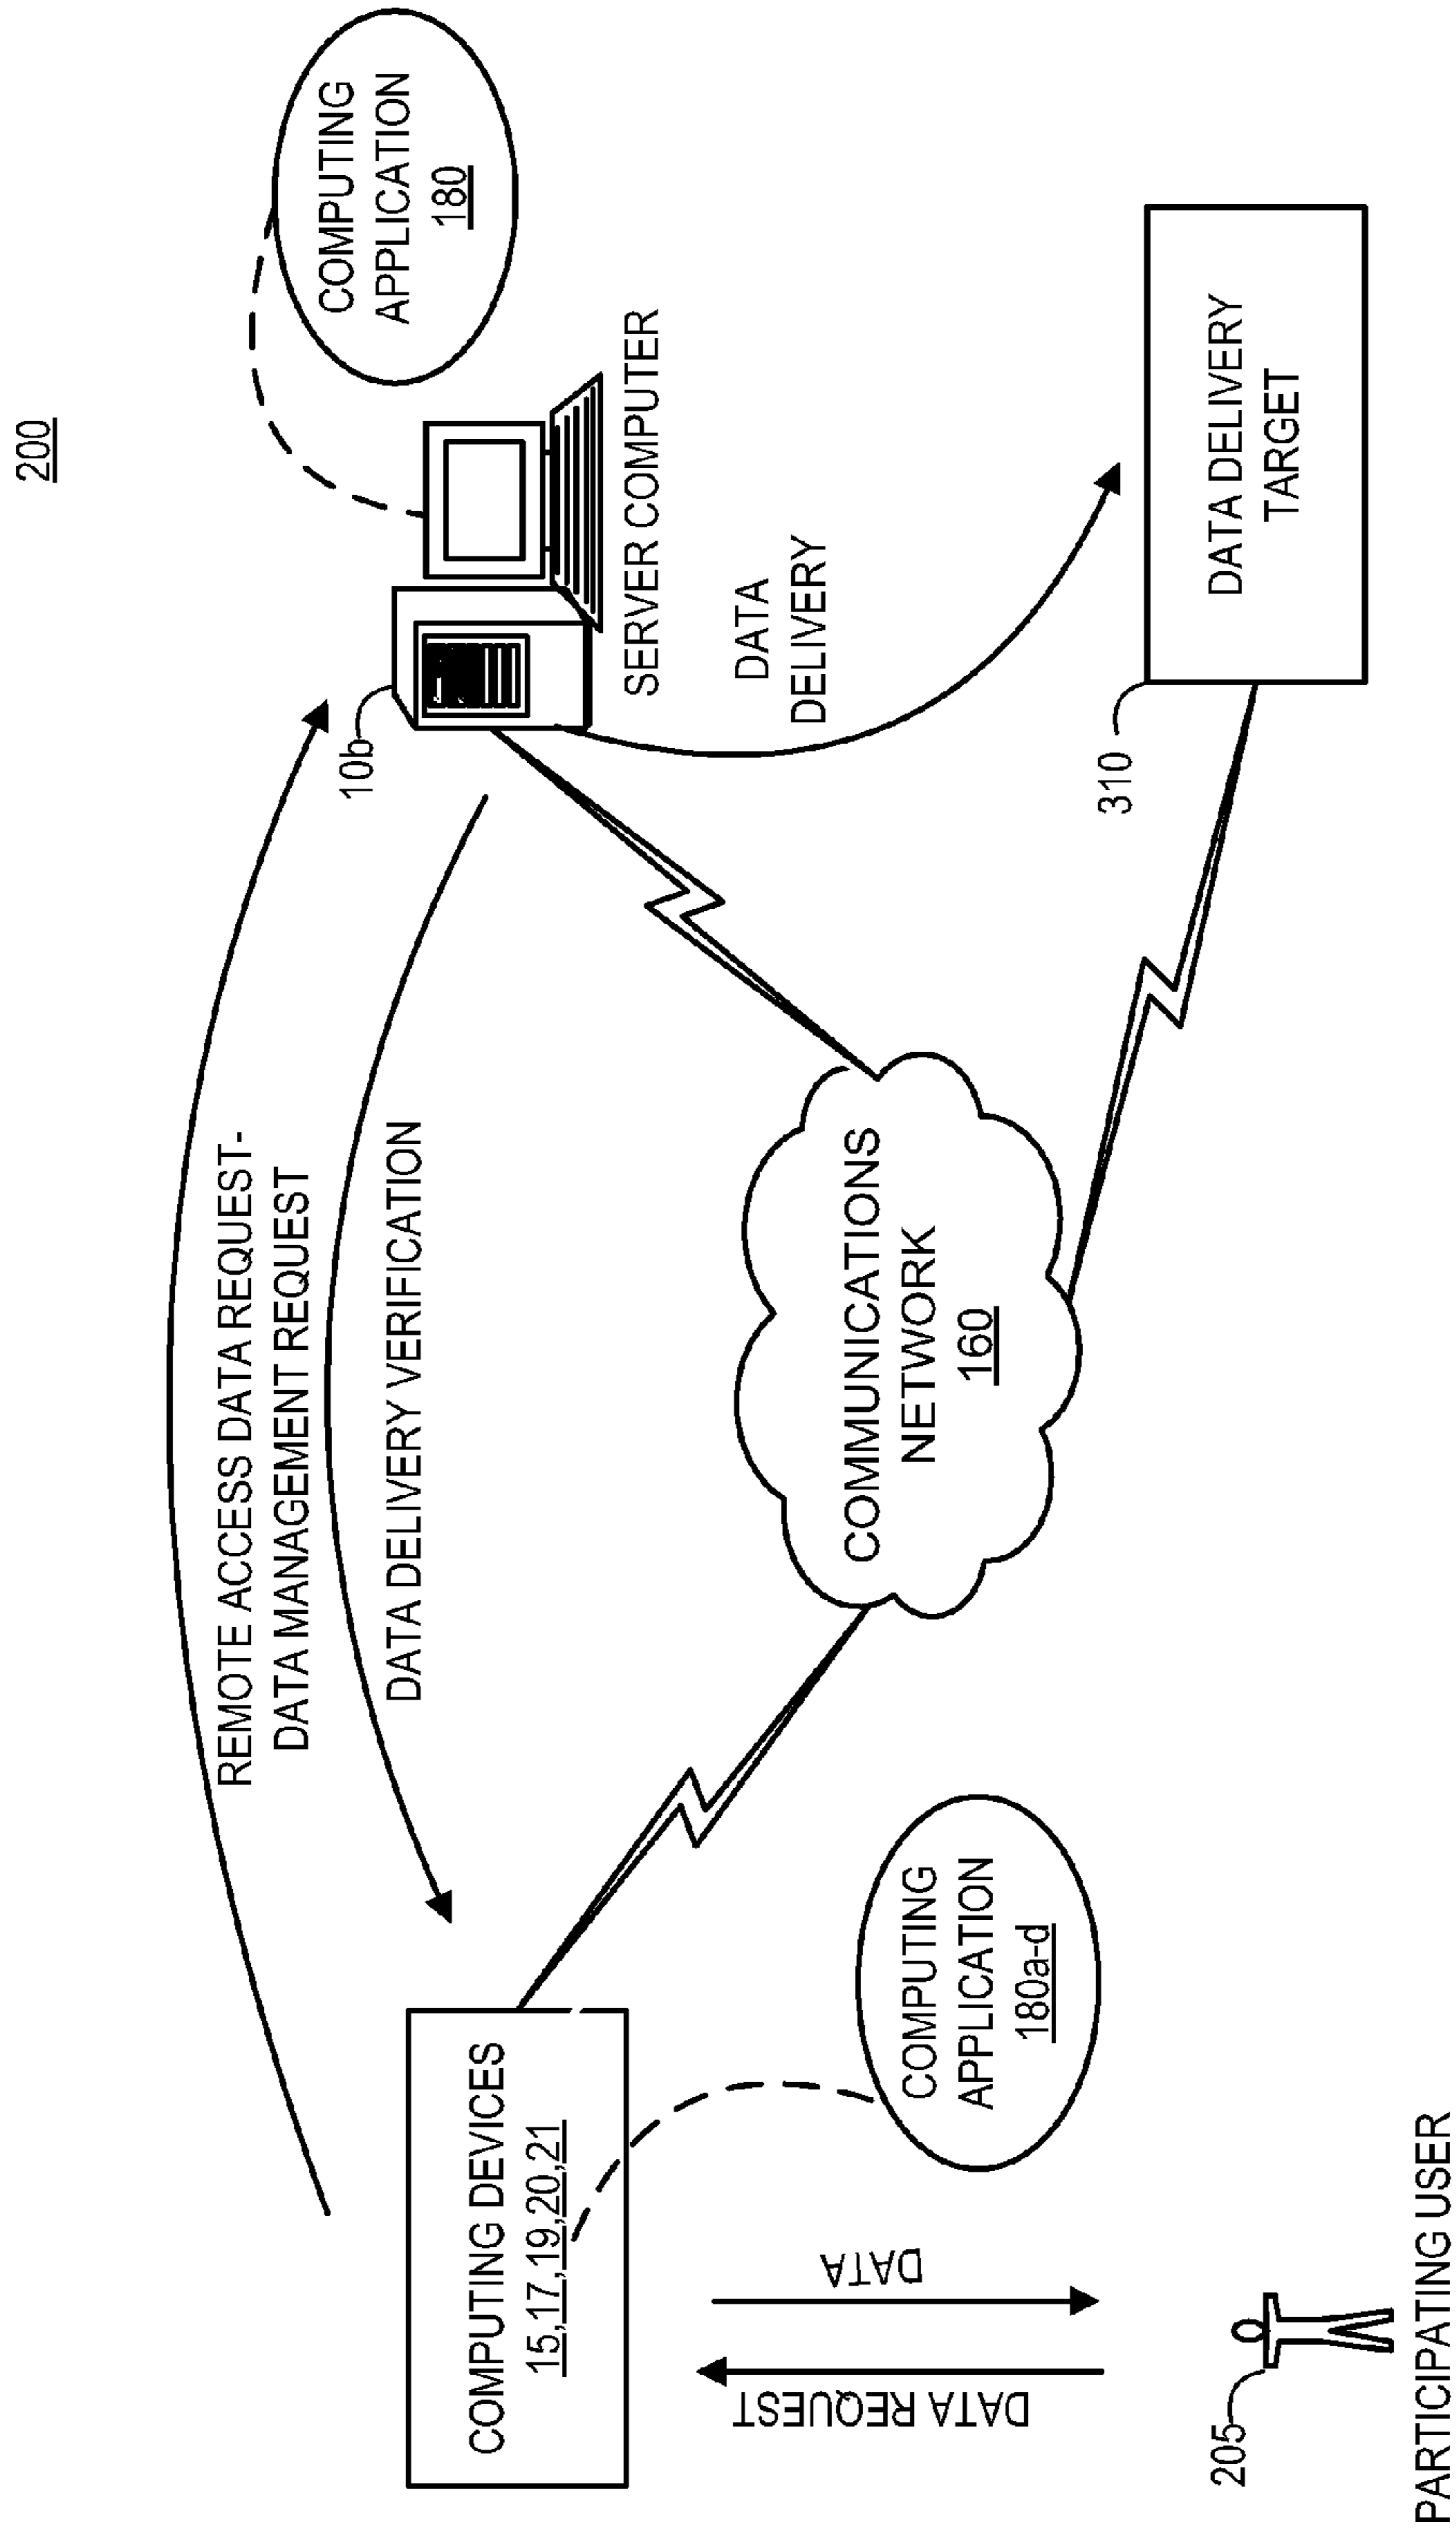 200
REMOTE ACCESS DATA REQUEST-
DATA MANAGEMENT REQUEST
DATA DELIVERY VERIFICATION
COMPUTING
APPLICATION
180
10b
SERVER COMPUTER
COMPUTING DEVICES
15,17,19,20,21
DATA
DELIVERY
COMMUNICATIONS
NETWORK
160
COMPUTING
APPLICATION
180a-d
DATA REQUEST
DATA
310
DATA DELIVERY
TARGET
205
PARTICIPATING USER